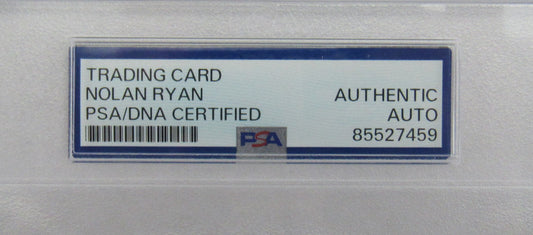 TRADING CARD
NOLAN RYAN
PSA/DNA CERTIFIED
AUTHENTIC
AUTO
85527459
PSA